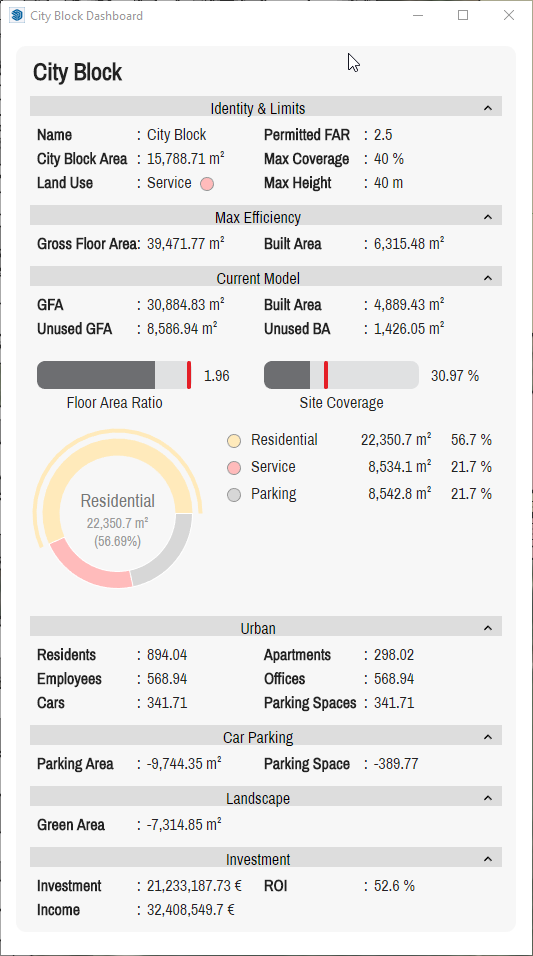 City Block Dashboard
City Block
Identity & Limits
Name : City Block Permitted FAR : 2.5
City Block Area : 15,788.71 m² Max Coverage : 40 %
Land Use : Service Max Height : 40 m
Max Efficiency
Gross Floor Area: 39,471.77 m² Built Area : 6,315.48 m²
Current Model
GFA : 30,884.83 m² Built Area : 4,889.43 m²
Unused GFA : 8,586.94 m² Unused BA : 1,426.05 m²
1.96 30.97 %
Floor Area Ratio Site Coverage
Residential 22,350.7 m² 56.7 %
Service 8,534.1 m² 21.7 %
Parking 8,542.8 m² 21.7 %
Residential
22,350.7 m²
(56.69%)
Urban
Residents : 894.04 Apartments : 298.02
Employees : 568.94 Offices : 568.94
Cars : 341.71 Parking Spaces : 341.71
Car Parking
Parking Area : -9,744.35 m² Parking Space : -389.77
Landscape
Green Area : -7,314.85 m²
Investment
Investment : 21,233,187.73 € ROI : 52.6 %
Income : 32,408,549.7 €